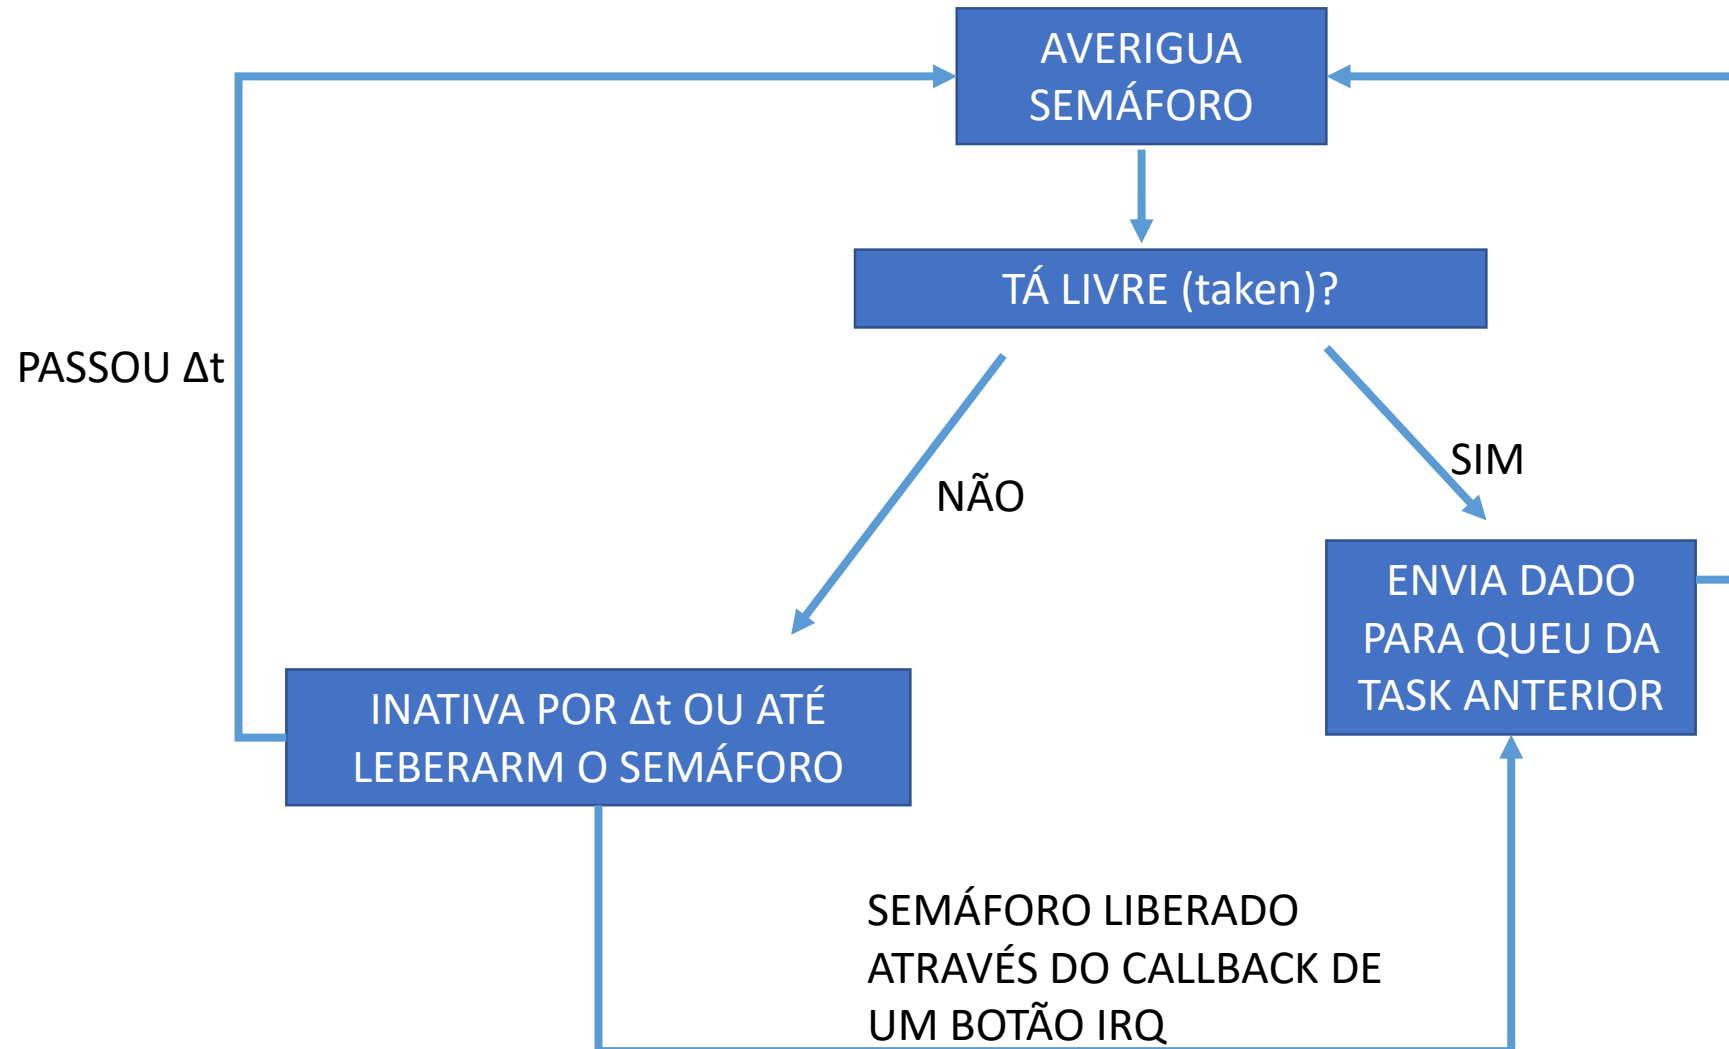 AVERIGUA
SEMÁFORO
TÁ LIVRE (taken)?
PASSOU Δt
SIM
NÃO
ENVIA DADO
PARA QUEU DA
TASK ANTERIOR
INATIVA POR Δt OU ATÉ
LEBERARM O SEMÁFORO
SEMÁFORO LIBERADO
ATRAVÉS DO CALLBACK DE
UM BOTÃO IRQ